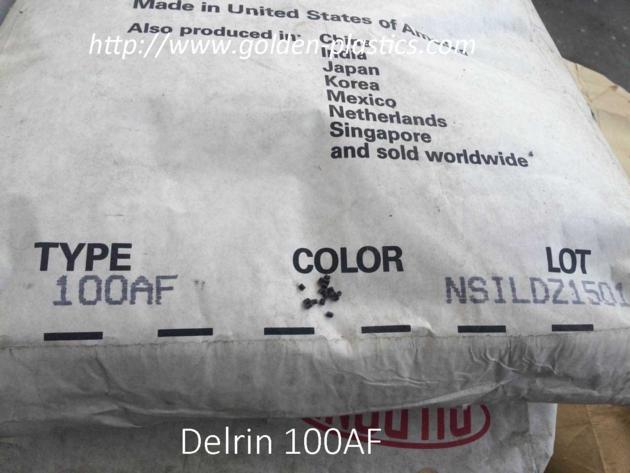 Made in United States of
Also produced in:
http://www.golden-plastics.com
India
Japan
Korea
Mexico
Netherlands
Singapore
and sold worldwide
TYPE COLOR LOT
100AF NSILDZ1501
Delrin 100AF